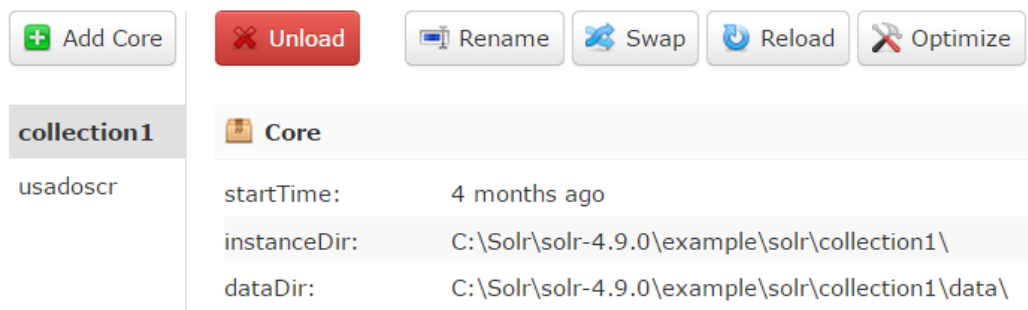 Add Core
Unload
Rename
Swap
Reload
Optimize
collection1
usadoscr
Core
startTime: 4 months ago
instanceDir: C:\Solr\solr-4.9.0\example\solr\collection1\
dataDir: C:\Solr\solr-4.9.0\example\solr\collection1\data\